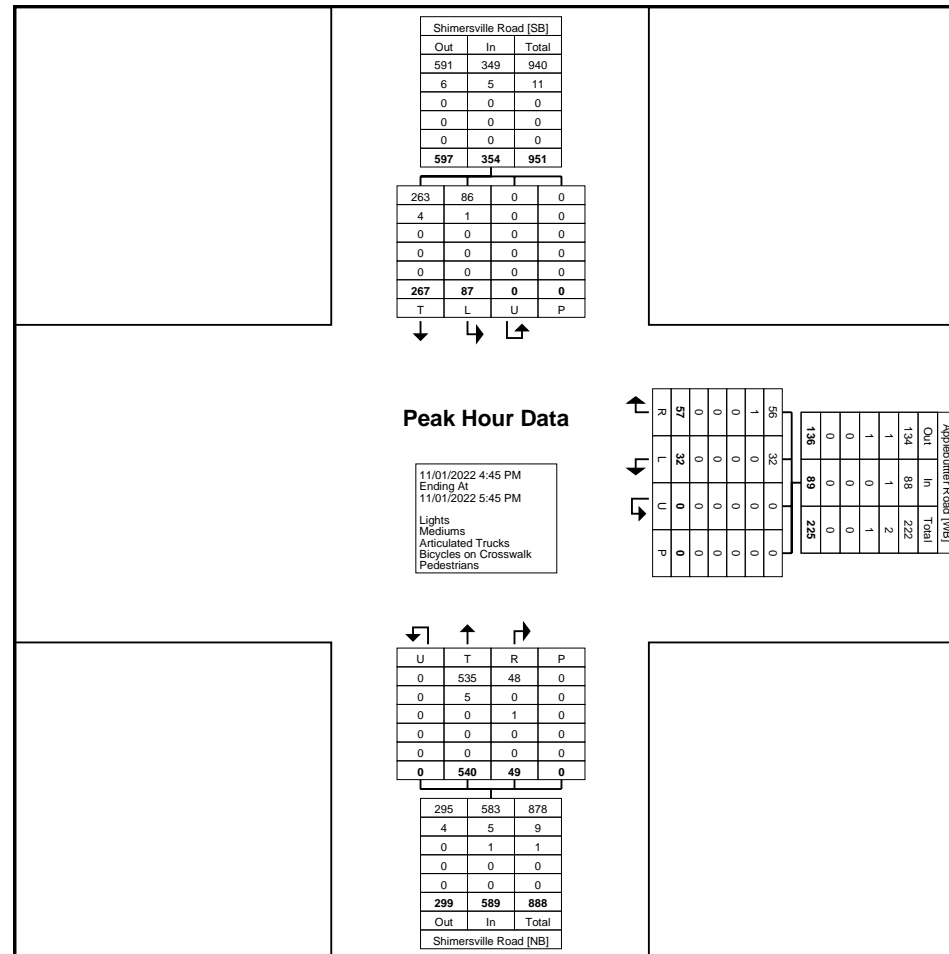 Shimersville Road [SB]
Out In Total
591 349 940
6 5 11
0 0 0
0 0 0
0 0 0
597 354 951
263 86 0 0
4 1 0 0
0 0 0 0
0 0 0 0
0 0 0 0
267 87 0 0
T L U P
Peak Hour Data
11/01/2022 4:45 PM
Ending At
11/01/2022 5:45 PM
Lights
Mediums
Articulated Trucks
Bicycles on Crosswalk
Pedestrians
Applebutter Road [WB]
Out In Total
134 88 222
1 1 2
1 0 1
0 0 0
0 0 0
136 89 225
56 32 0 0
1 0 0 0
0 0 0 0
0 0 0 0
0 0 0 0
57 32 0 0
R L U P
U T R P
0 535 48 0
0 5 0 0
0 0 1 0
0 0 0 0
0 0 0 0
0 540 49 0
295 583 878
4 5 9
0 1 1
0 0 0
0 0 0
299 589 888
Out In Total
Shimersville Road [NB]